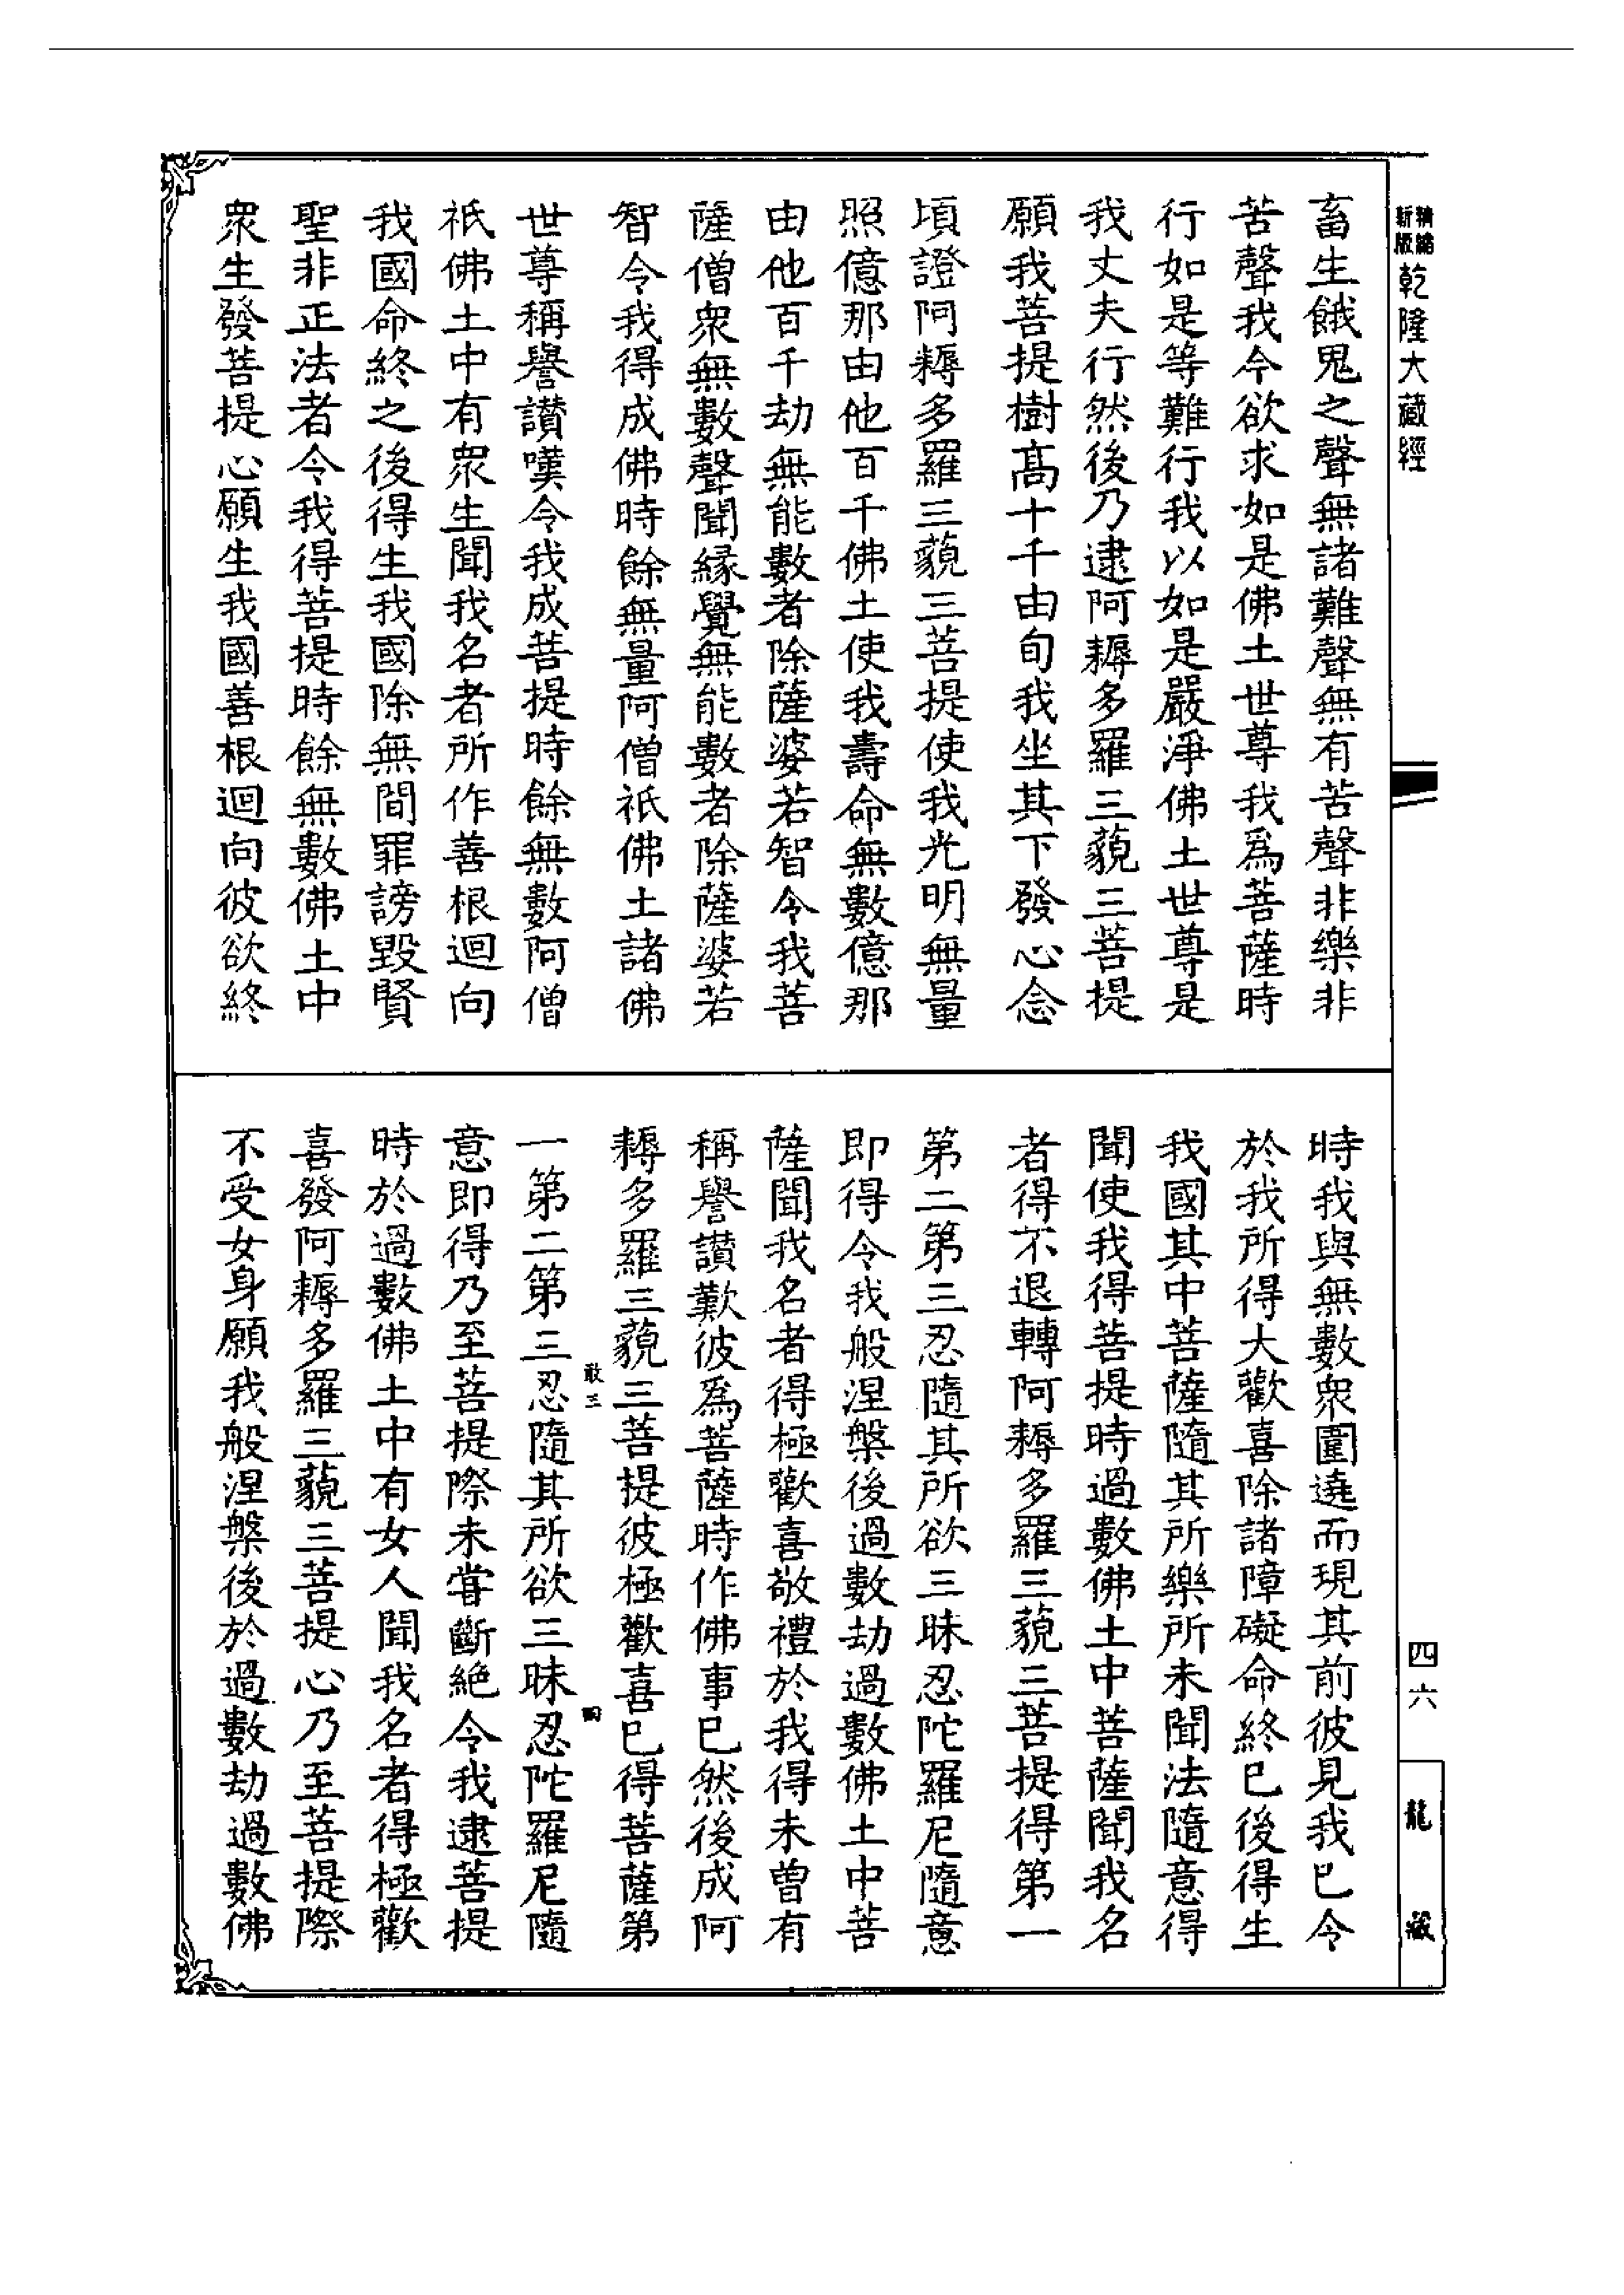 新版精縮乾隆大藏經
畜生餓鬼之聲無諸難聲無有苦聲非樂非
苦聲我今欲求如是佛土世尊我爲菩薩時
行如是等難行我以如是嚴淨佛土世尊是
我丈夫行然後乃逮阿耨多羅三藐三菩提
願我菩提樹髙十千由旬我坐其下發心念
頃證阿耨多羅三藐三菩提使我光明無量
照億那由他百千佛土使我壽命無數億那
由他百千劫無能數者除薩婆若智令我菩
薩僧衆無數聲聞緣覺無能數者除薩婆若
智令我得成佛時餘無量阿僧祇佛土諸佛
世尊稱譽讃嘆令我成菩提時餘無數阿僧
祇佛土中有衆生聞我名者所作善根迴向
我國命終之後得生我國除無間罪謗毀賢
聖非正法者令我得菩提時餘無數佛土中
衆生發菩提心願生我國善根迴向彼欲終
時我與無數衆圍遶而現其前彼見我已令
於我所得大歡喜除諸障礙命終已後得生
我國其中菩薩隨其所樂所未聞法隨意得
聞使我得菩提時過數佛土中菩薩聞我名
者得不退轉阿耨多羅三藐三菩提得第一
第二第三忍隨其所欲三昧忍陀羅尼隨意
即得令我般涅槃後過數劫過數佛土中菩
薩聞我名者得極歡喜敬禮於我得未曾有
稱譽讃歎彼爲菩薩時作佛事已然後成阿
耨多羅三藐三菩提彼極歡喜已得菩薩第
敢三
一第二第三忍隨其所欲三昧忍陀羅尼隨
意即得乃至菩提際未甞斷絶令我逮菩提
時於過數佛土中有女人聞我名者得極歡
喜發阿耨多羅三藐三菩提心乃至菩提際
不受女身願我般涅槃後於過數劫過數佛
四六
龍藏